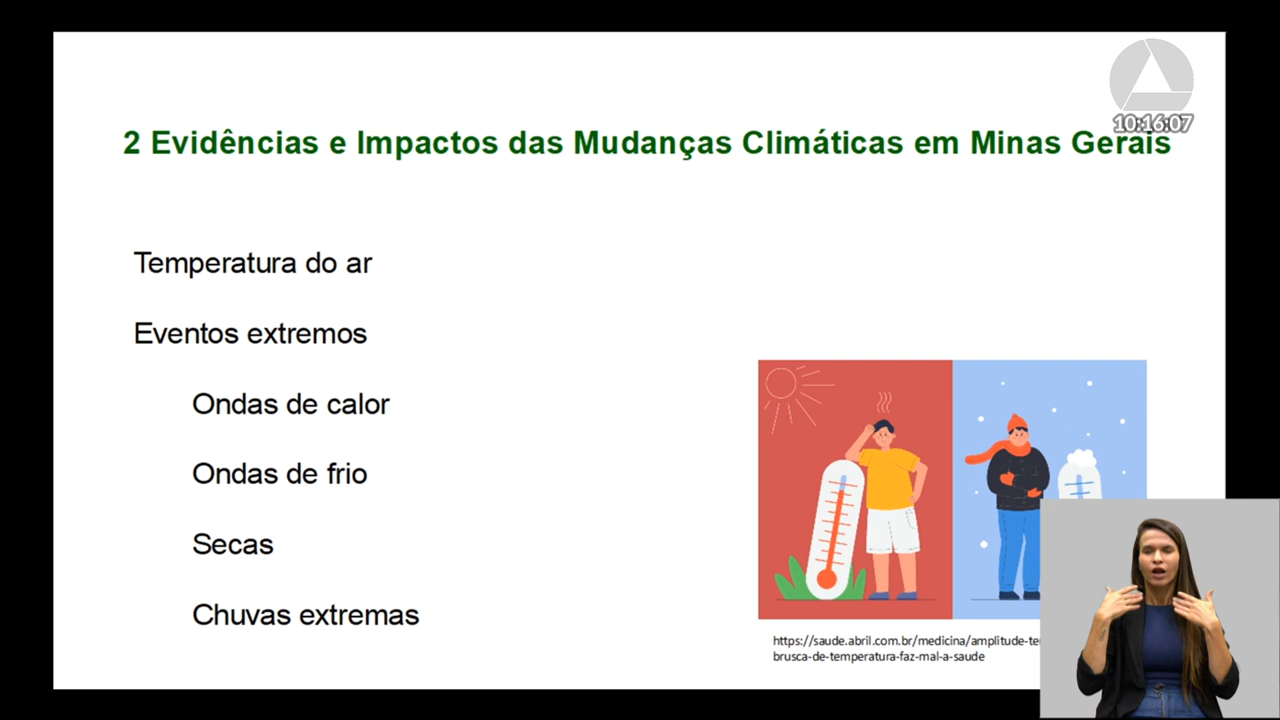 10:16:07
2 Evidências e Impactos das Mudanças Climáticas em Minas Gerais
Temperatura do ar
Eventos extremos
Ondas de calor
Ondas de frio
Secas
Chuvas extremas
https://saude.abril.com.br/medicina/amplitude-te
brusca-de-temperatura-faz-mal-a-saude